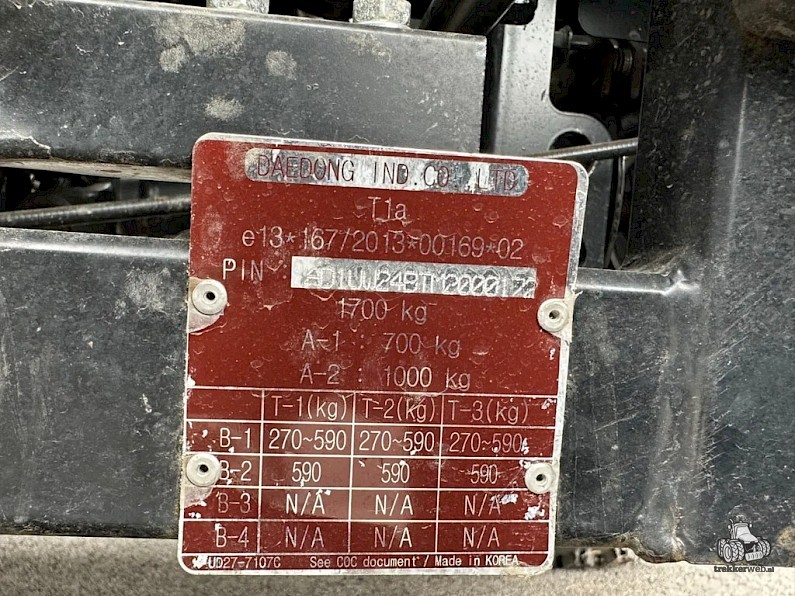 DAEDONG IND.CO.,LTD
T1a
e13*167/2013*00169*02
PIN
1700 kg
A-1 : 700 kg
A-2 : 1000 kg
T-1(kg) T-2(kg) T-3(kg)
B-1 270~590 270~590 270~590
B-2 590 590 590
B-3 N/A N/A N/A
B-4 N/A N/A N/A
UD27-7107C See COC document / Made in KOREA
trekkerweb.nl